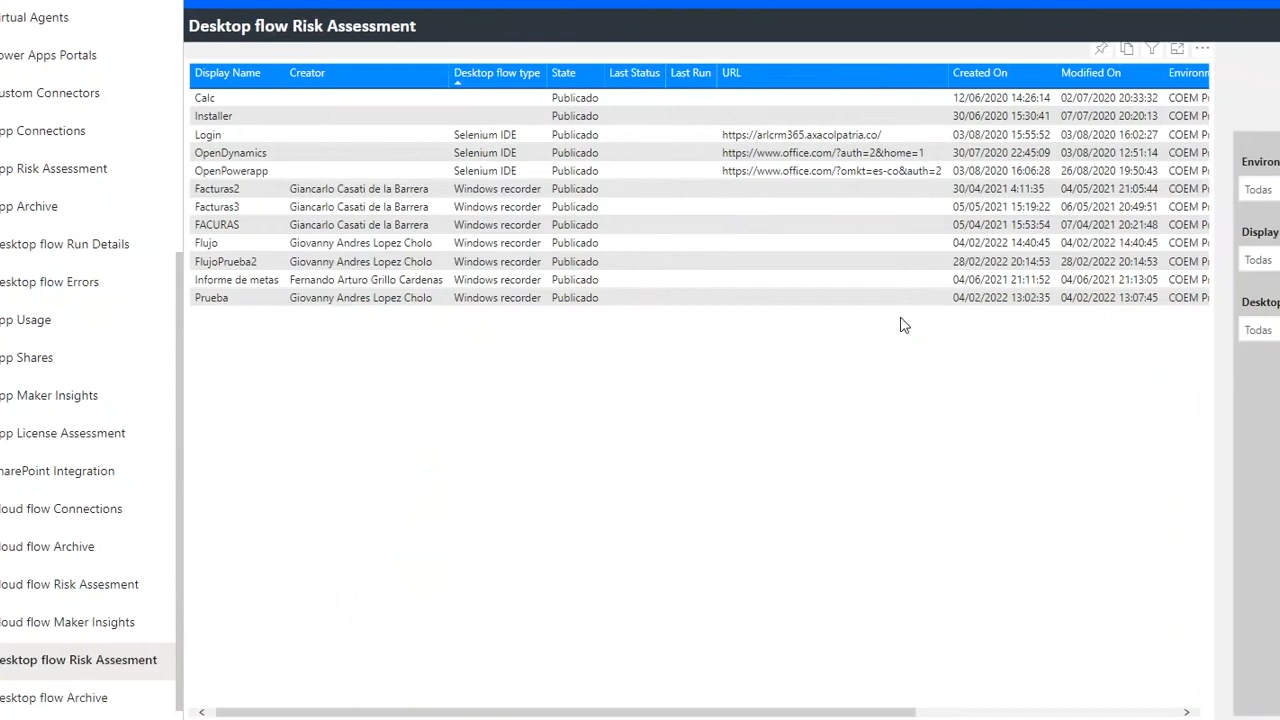 irtual Agents
ower Apps Portals
ustom Connectors
pp Connections
pp Risk Assessment
pp Archive
esktop flow Run Details
esktop flow Errors
pp Usage
pp Shares
pp Maker Insights
pp License Assessment
harePoint Integration
loud flow Connections
loud flow Archive
loud flow Risk Assesment
loud flow Maker Insights
esktop flow Risk Assesment
esktop flow Archive
Desktop flow Risk Assessment
Display Name Creator Desktop flow type State Last Status Last Run URL Created On Modified On Environm
Calc Publicado 12/06/2020 14:26:14 02/07/2020 20:33:32 COEM Pr
Installer Publicado 30/06/2020 15:30:41 07/07/2020 20:20:13 COEM Pr
Login Selenium IDE Publicado https://arlcrm365.axacolpatria.co/ 03/08/2020 15:55:52 03/08/2020 16:02:27 COEM Pr
OpenDynamics Selenium IDE Publicado https://www.office.com/?auth=2&home=1 30/07/2020 22:45:09 03/08/2020 12:51:14 COEM Pr
OpenPowerapp Selenium IDE Publicado https://www.office.com/?omkt=es-co&auth=2 03/08/2020 16:06:28 26/08/2020 19:50:43 COEM Pr
Facturas2 Giancarlo Casati de la Barrera Windows recorder Publicado 30/04/2021 4:11:35 04/05/2021 21:05:44 COEM Pr
Facturas3 Giancarlo Casati de la Barrera Windows recorder Publicado 05/05/2021 15:19:22 06/05/2021 20:49:51 COEM Pr
FACURAS Giancarlo Casati de la Barrera Windows recorder Publicado 05/04/2021 15:53:54 07/04/2021 20:21:48 COEM Pr
Flujo Giovanny Andres Lopez Cholo Windows recorder Publicado 04/02/2022 14:40:45 04/02/2022 14:40:45 COEM Pr
FlujoPrueba2 Giovanny Andres Lopez Cholo Windows recorder Publicado 28/02/2022 20:14:53 28/02/2022 20:14:53 COEM Pr
Informe de metas Fernando Arturo Grillo Cardenas Windows recorder Publicado 04/06/2021 21:11:52 04/06/2021 21:13:05 COEM Pr
Prueba Giovanny Andres Lopez Cholo Windows recorder Publicado 04/02/2022 13:02:35 04/02/2022 13:07:45 COEM Pr
Environ
Todas
Display
Todas
Desktop
Todas